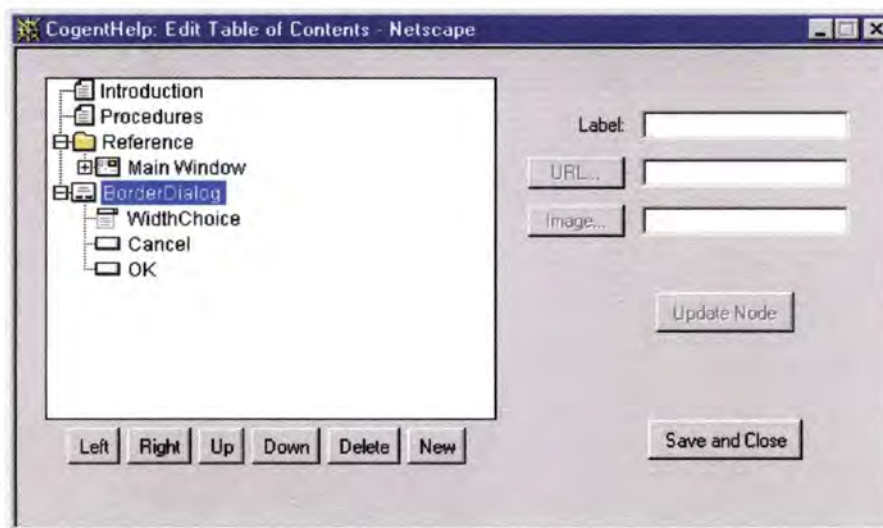 CogentHelp: Edit Table of Contents - Netscape
Introduction
Procedures
Reference
Main Window
BorderDialog
WidthChoice
Cancel
OK
Label:
URL...
Image...
Update Node
Left Right Up Down Delete New
Save and Close